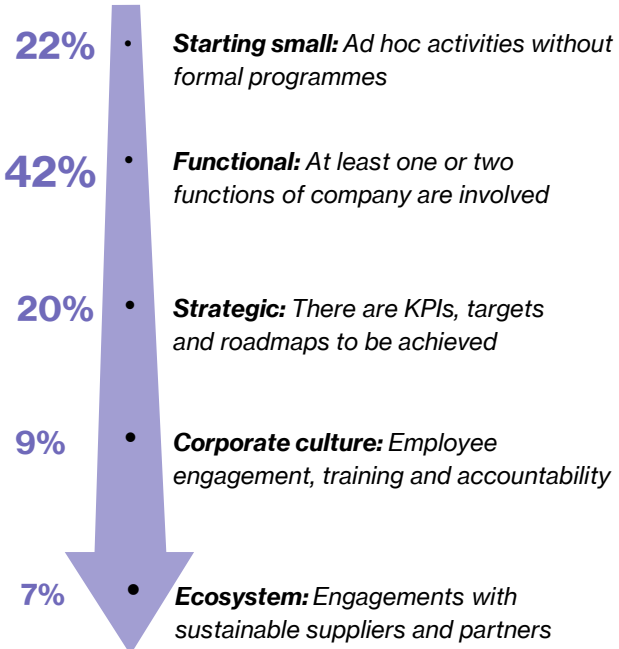 22%
Starting small: Ad hoc activities without
formal programmes
42%
Functional: At least one or two
functions of company are involved
20%
Strategic: There are KPIs, targets
and roadmaps to be achieved
9%
Corporate culture: Employee
engagement, training and accountability
7%
Ecosystem: Engagements with
sustainable suppliers and partners